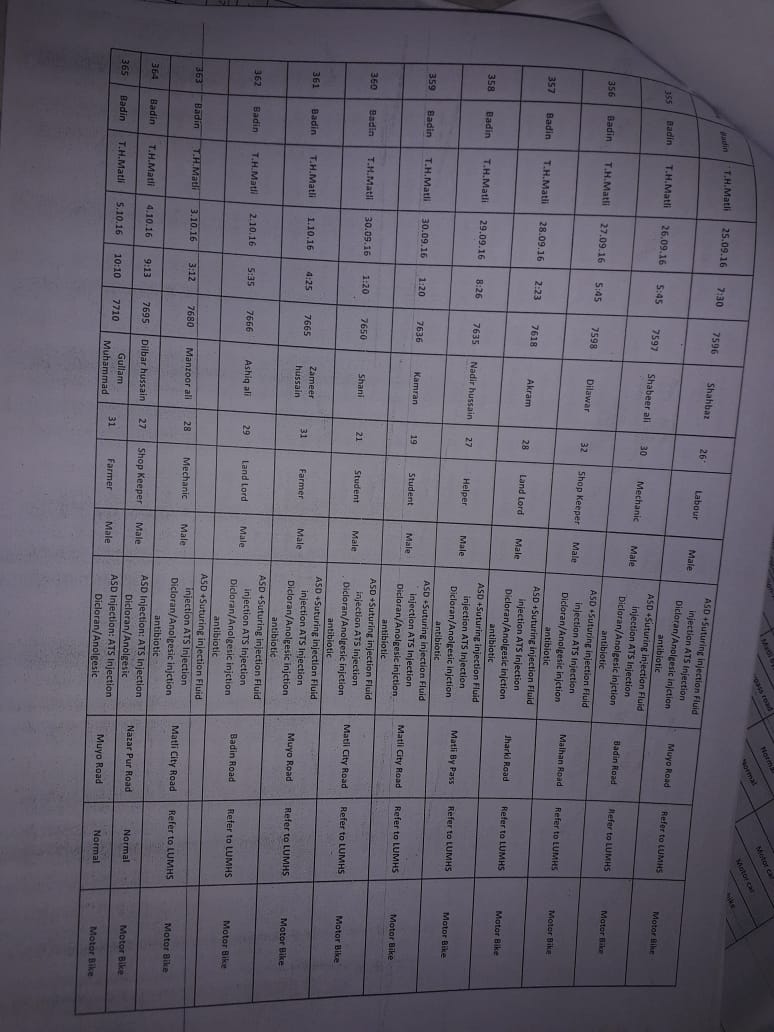 Matli By
pass road
Normal
Normal
Motor car
Motor car
bike
Badin T.H.Matli 25.09.16 7:30 7596 Shahbaz 26 Labour Male ASD +Suturing injection Fluid injection ATS Injection Dicloran/Anolgesic injction antibiotic Muyo Road Refer to LUMHS Motor Bike
355 Badin T.H.Matli 26.09.16 5:45 7597 Shabeer ali 30 Mechanic Male ASD +Suturing injection Fluid injection ATS Injection Dicloran/Anolgesic injction antibiotic Badin Road Refer to LUMHS Motor Bike
356 Badin T.H.Matli 27.09.16 5:45 7598 Dilawar 32 Shop Keeper Male ASD +Suturing injection Fluid injection ATS Injection Dicloran/Anolgesic injction antibiotic Malhan Road Refer to LUMHS Motor Bike
357 Badin T.H.Matli 28.09.16 2:23 7618 Akram 28 Land Lord Male ASD +Suturing injection Fluid injection ATS Injection Dicloran/Anolgesic injction antibiotic Jharki Road Refer to LUMHS Motor Bike
358 Badin T.H.Matli 29.09.16 8:26 7635 Nadir hussain 27 Helper Male ASD +Suturing injection Fluid injection ATS Injection Dicloran/Anolgesic injction antibiotic Matli By Pass Refer to LUMHS Motor Bike
359 Badin T.H.Matli 30.09.16 1:20 7636 Kamran 19 Student Male ASD +Suturing injection Fluid injection ATS Injection Dicloran/Anolgesic injction antibiotic Matli City Road Refer to LUMHS Motor Bike
360 Badin T.H.Matli 30.09.16 1:20 7650 Shani 21 Student Male ASD +Suturing injection Fluid injection ATS Injection Dicloran/Anolgesic injction antibiotic Matli City Road Refer to LUMHS Motor Bike
361 Badin T.H.Matli 1.10.16 4:25 7665 Zameer hussain 31 Farmer Male ASD +Suturing injection Fluid injection ATS Injection Dicloran/Anolgesic injction antibiotic Muyo Road Refer to LUMHS Motor Bike
362 Badin T.H.Matli 2.10.16 5:35 7666 Ashiq ali 29 Land Lord Male ASD +Suturing injection Fluid injection ATS Injection Dicloran/Anolgesic injction antibiotic Badin Road Refer to LUMHS Motor Bike
363 Badin T.H.Matli 3.10.16 3:12 7680 Manzoor ali 28 Mechanic Male ASD +Suturing injection Fluid injection ATS Injection Dicloran/Anolgesic injction antibiotic Matli City Road Refer to LUMHS Motor Bike
364 Badin T.H.Matli 4.10.16 9:13 7695 Dilbar hussain 27 Shop Keeper Male ASD Injection: ATS Injection Dicloran/Anolgesic Nazar Pur Road Normal Motor Bike
365 Badin T.H.Matli 5.10.16 10:10 7710 Gullam Muhammad 31 Farmer Male ASD Injection: ATS Injection Dicloran/Anolgesic Muyo Road Normal Motor Bike